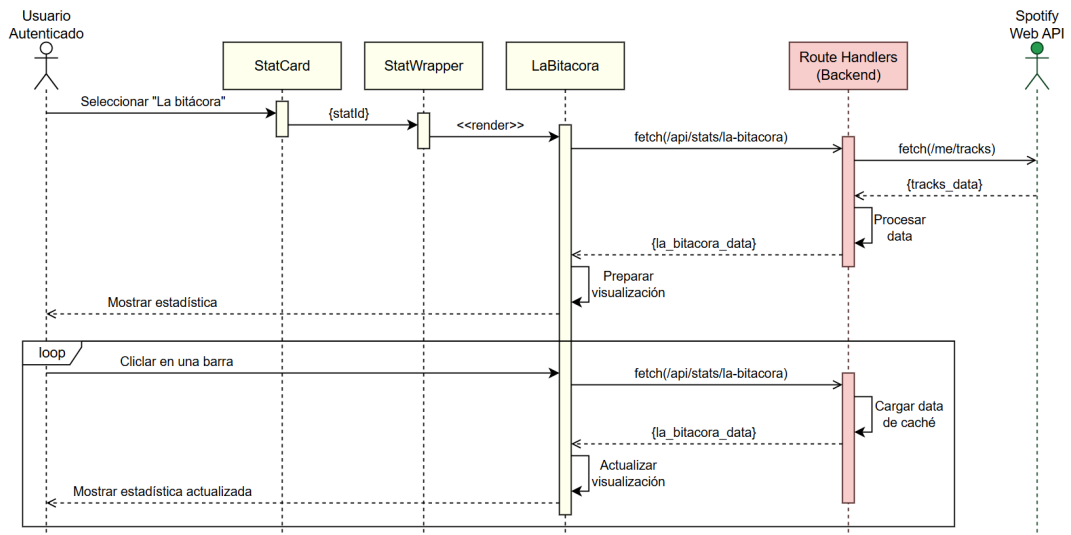 Usuario
Autenticado
Spotify
Web API
StatCard
StatWrapper
LaBitacora
Route Handlers
(Backend)
Seleccionar "La bitácora"
{statId}
<<render>>
fetch(/api/stats/la-bitacora)
fetch(/me/tracks)
{tracks_data}
Procesar
data
{la_bitacora_data}
Preparar
visualización
Mostrar estadística
loop
Cliclar en una barra
fetch(/api/stats/la-bitacora)
Cargar data
de caché
{la_bitacora_data}
Actualizar
visualización
Mostrar estadística actualizada